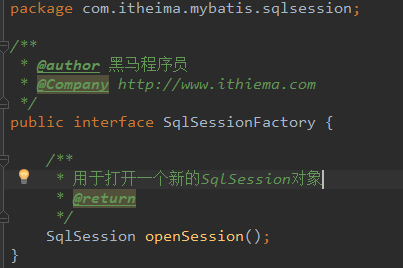 package com.itheima.mybatis.sqlsession;
/**
* @author 黑马程序员
* @Company http://www.ithiema.com
*/
public interface SqlSessionFactory {
/**
* 用于打开一个新的SqlSession对象
* @return
*/
SqlSession openSession();
}